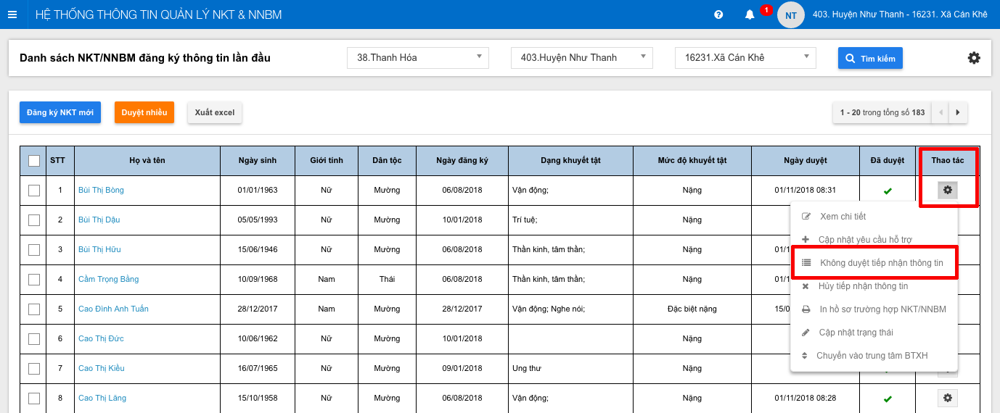 HỆ THỐNG THÔNG TIN QUẢN LÝ NKT & NNBM
1
NT
403. Huyện Như Thanh - 16231. Xã Cán Khê
Danh sách NKT/NNBM đăng ký thông tin lần đầu
38.Thanh Hóa
403.Huyện Như Thanh
16231.Xã Cán Khê
Tìm kiếm
Đăng ký NKT mới
Duyệt nhiều
Xuất excel
1 - 20 trong tổng số 183
STT Họ và tên Ngày sinh Giới tính Dân tộc Ngày đăng ký Dạng khuyết tật Mức độ khuyết tật Ngày duyệt Đã duyệt Thao tác
1 Bùi Thị Bòng 01/01/1963 Nữ Mường 06/08/2018 Vận động; Nặng 01/11/2018 08:31
2 Bùi Thị Dậu 05/05/1993 Nữ Mường 10/01/2018 Trí tuệ; Nặng
3 Bùi Thị Hữu 15/06/1946 Nữ Mường 06/08/2018 Thần kinh, tâm thần; Nặng 01/1
4 Cầm Trọng Bằng 10/09/1968 Nam Thái 06/08/2018 Thần kinh, tâm thần; Nặng 01/1
5 Cao Đình Anh Tuấn 28/12/2017 Nam Mường 28/12/2017 Vận động; Nghe nói; Đặc biệt nặng 15/0
6 Cao Thị Đức 10/06/1962 Nữ Mường 10/01/2018 Nặng
7 Cao Thị Kiều 16/07/1965 Nữ Mường 09/01/2018 Ung thư Nặng
8 Cao Thị Lăng 15/10/1958 Nữ Mường 06/08/2018 Vận động; Nặng 01/11/2018 08:28
Xem chi tiết
Cập nhật yêu cầu hỗ trợ
Không duyệt tiếp nhận thông tin
Hủy tiếp nhận thông tin
In hồ sơ trường hợp NKT/NNBM
Cập nhật trạng thái
Chuyển vào trung tâm BTXH